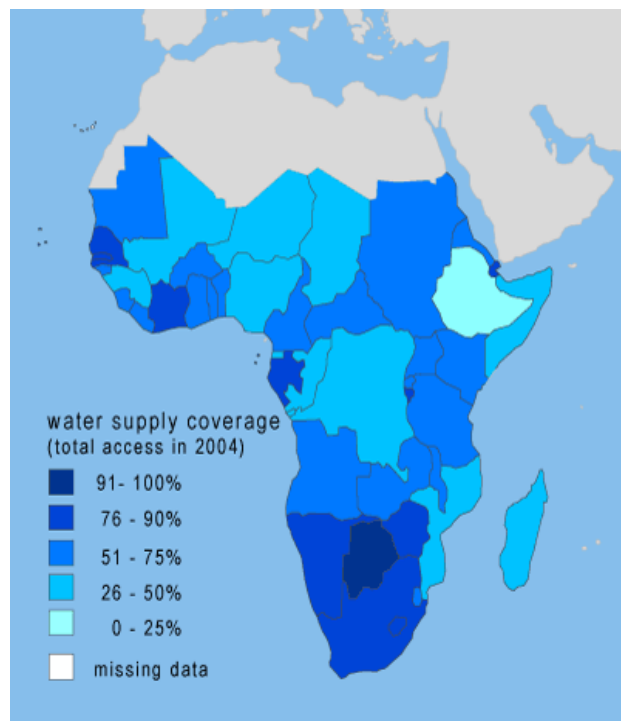 water supply coverage
(total access in 2004)
91- 100%
76 - 90%
51 - 75%
26 - 50%
0 - 25%
missing data